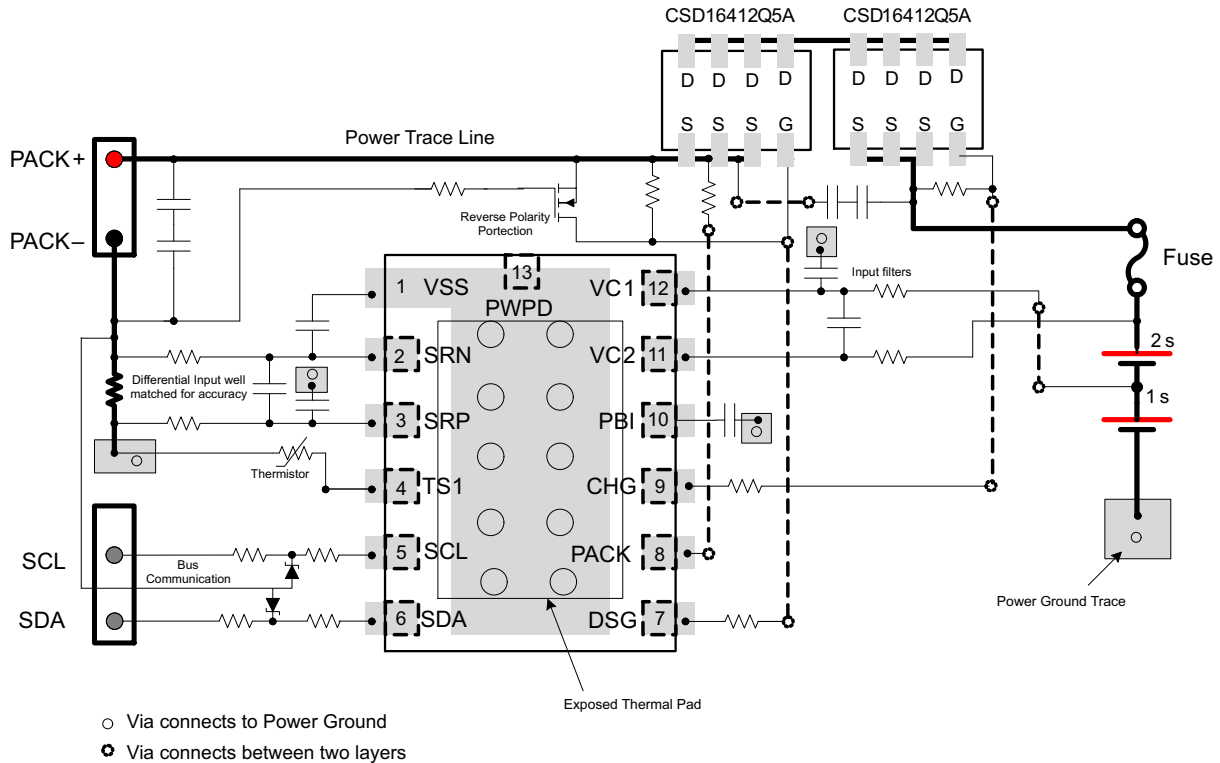 CSD16412Q5A CSD16412Q5A
D D D D D D D D
S S S G S S S G
Power Trace Line
PACK+
PACK–
Reverse Polarity
Portection
Fuse
Input filters
13
PWPD
1 VSS
2 SRN
3 SRP
4 TS1
5 SCL
6 SDA
VC1 12
VC2 11
PBI 10
CHG 9
PACK 8
DSG 7
2 s
1 s
Differential Input well
matched for accuracy
Thermistor
SCL
SDA
Bus
Communication
Power Ground Trace
Exposed Thermal Pad
Via connects to Power Ground
Via connects between two layers